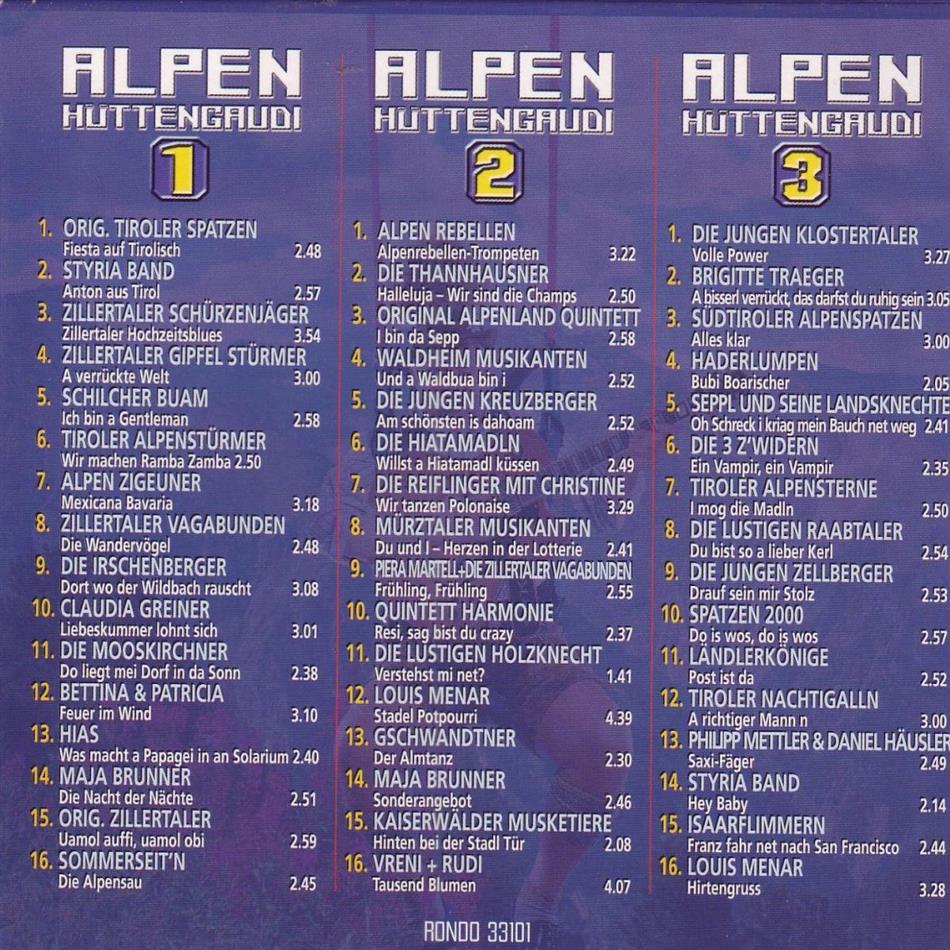 ALPEN
HÜTTENGAUDI
1
1. ORIG. TIROLER SPATZEN
Fiesta auf Tirolisch 2.48
2. STYRIA BAND
Anton aus Tirol 2.57
3. ZILLERTALER SCHÜRZENJÄGER
Zillertaler Hochzeitsblues 3.54
4. ZILLERTALER GIPFEL STÜRMER
A verrückte Welt 3.00
5. SCHILCHER BUAM
Ich bin a Gentleman 2.58
6. TIROLER ALPENSTÜRMER
Wir machen Ramba Zamba 2.50
7. ALPEN ZIGEUNER
Mexicana Bavaria 3.18
8. ZILLERTALER VAGABUNDEN
Die Wandervögel 2.48
9. DIE IRSCHENBERGER
Dort wo der Wildbach rauscht 3.08
10. CLAUDIA GREINER
Liebeskummer lohnt sich 3.01
11. DIE MOOSKIRCHNER
Do liegt mei Dorf in da Sonn 2.38
12. BETTINA & PATRICIA
Feuer im Wind 3.10
13. HIAS
Was macht a Papagei in an Solarium 2.40
14. MAJA BRUNNER
Die Nacht der Nächte 2.51
15. ORIG. ZILLERTALER
Uamol auffi, uamol obi 2.59
16. SOMMERSEIT'N
Die Alpensau 2.45
ALPEN
HÜTTENGAUDI
2
1. ALPEN REBELLEN
Alpenrebellen-Trompeten 3.22
2. DIE THANNHAUSNER
Halleluja – Wir sind die Champs 2.50
3. ORIGINAL ALPENLAND QUINTETT
I bin da Sepp 2.58
4. WALDHEIM MUSIKANTEN
Und a Waldbua bin i 2.52
5. DIE JUNGEN KREUZBERGER
Am schönsten is dahoam 2.52
6. DIE HIATAMADLN
Willst a Hiatamadl küssen 2.49
7. DIE REIFLINGER MIT CHRISTINE
Wir tanzen Polonaise 3.29
8. MÜRZTALER MUSIKANTEN
Du und I – Herzen in der Lotterie 2.41
9. PIERA MARTELL+DIE ZILLERTALER VAGABUNDEN
Frühling, Frühling 2.55
10. QUINTETT HARMONIE
Resi, sag bist du crazy 2.37
11. DIE LUSTIGEN HOLZKNECHT
Verstehst mi net? 1.41
12. LOUIS MENAR
Stadel Potpourri 4.39
13. GSCHWANDTNER
Der Almtanz 2.30
14. MAJA BRUNNER
Sonderangebot 2.46
15. KAISERWÄLDER MUSKETIERE
Hinten bei der Stadl Tür 2.08
16. VRENI + RUDI
Tausend Blumen 4.07
ALPEN
HÜTTENGAUDI
3
1. DIE JUNGEN KLOSTERTALER
Volle Power 3.27
2. BRIGITTE TRAEGER
A bisserl verrückt, das darfst du ruhig sein 3.05
3. SÜDTIROLER ALPENSPATZEN
Alles klar 3.00
4. HADERLUMPEN
Bubi Boarischer 2.05
5. SEPPL UND SEINE LANDSKNECHTE
Oh Schreck i kriag mein Bauch net weg 2.41
6. DIE 3 Z'WIDERN
Ein Vampir, ein Vampir 2.35
7. TIROLER ALPENSTERNE
I mog die Madln 2.50
8. DIE LUSTIGEN RAABTALER
Du bist so a lieber Kerl 2.54
9. DIE JUNGEN ZELLBERGER
Drauf sein mir Stolz 2.53
10. SPATZEN 2000
Do is wos, do is wos 2.57
11. LÄNDLERKÖNIGE
Post ist da 2.52
12. TIROLER NACHTIGALLN
A richtiger Mann n 3.00
13. PHILIPP METTLER & DANIEL HÄUSLER
Saxi-Fäger 2.49
14. STYRIA BAND
Hey Baby 2.14
15. ISAARFLIMMERN
Franz fahr net nach San Francisco 2.44
16. LOUIS MENAR
Hirtengruss 3.28
RONDO 33101